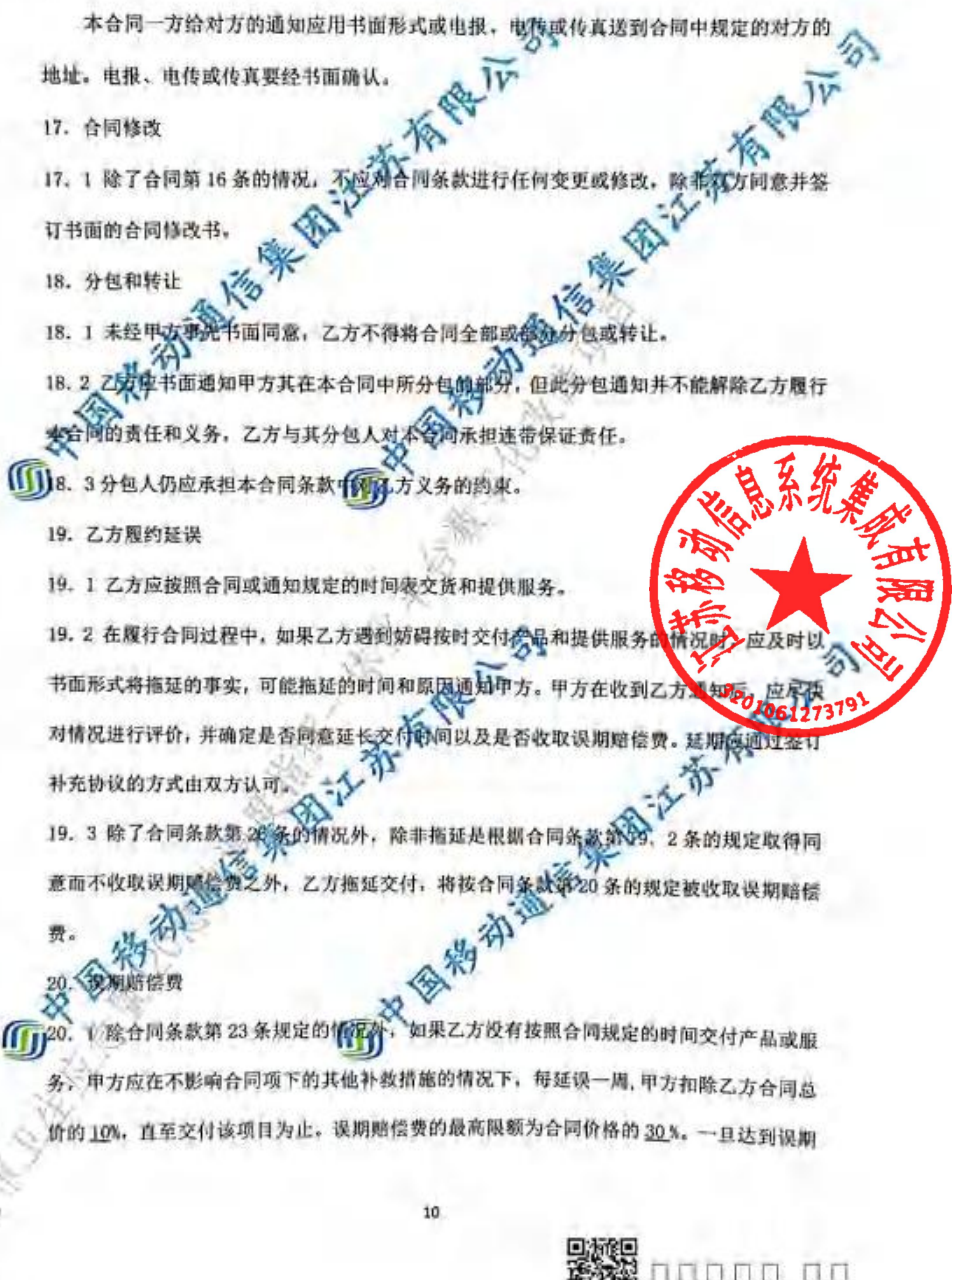 本合同一方给对方的通知应用书面形式或电报、电传或传真送到合同中规定的对方的
地址。电报、电传或传真要经书面确认。
17. 合同修改
17. 1 除了合同第 16 条的情况，不应对合同条款进行任何变更或修改，除非双方同意并签
订书面的合同修改书。
18. 分包和转让
18. 1 未经甲方事先书面同意，乙方不得将合同全部或部分分包或转让。
18. 2 乙方应书面通知甲方其在本合同中所分包的部分，但此分包通知并不能解除乙方履行
本合同的责任和义务，乙方与其分包人对本合同承担连带保证责任。
18. 3 分包人仍应承担本合同条款中对乙方义务的约束。
19. 乙方履约延误
19. 1 乙方应按照合同或通知规定的时间表交货和提供服务。
19. 2 在履行合同过程中，如果乙方遇到妨碍按时交付产品和提供服务的情况时，应及时以
书面形式将拖延的事实，可能拖延的时间和原因通知甲方。甲方在收到乙方通知后，应尽快
对情况进行评价，并确定是否同意延长交付时间以及是否收取误期赔偿费。延期应通过签订
补充协议的方式由双方认可。
19. 3 除了合同条款第 26 条的情况外，除非拖延是根据合同条款第 19. 2 条的规定取得同
意而不收取误期赔偿费之外，乙方拖延交付，将按合同条款第 20 条的规定被收取误期赔偿
费。
20. 误期赔偿费
20. 1 除合同条款第 23 条规定的情况外，如果乙方没有按照合同规定的时间交付产品或服
务，甲方应在不影响合同项下的其他补救措施的情况下，每延误一周，甲方扣除乙方合同总
价的 10%，直至交付该项目为止。误期赔偿费的最高限额为合同价格的 30 %。一旦达到误期
10
江苏移动信息系统集成有限公司
3201061273791
中国移动通信集团江苏有限公司
中国移动通信集团江苏有限公司
中国移动通信集团江苏有限公司
中国移动通信集团江苏有限公司